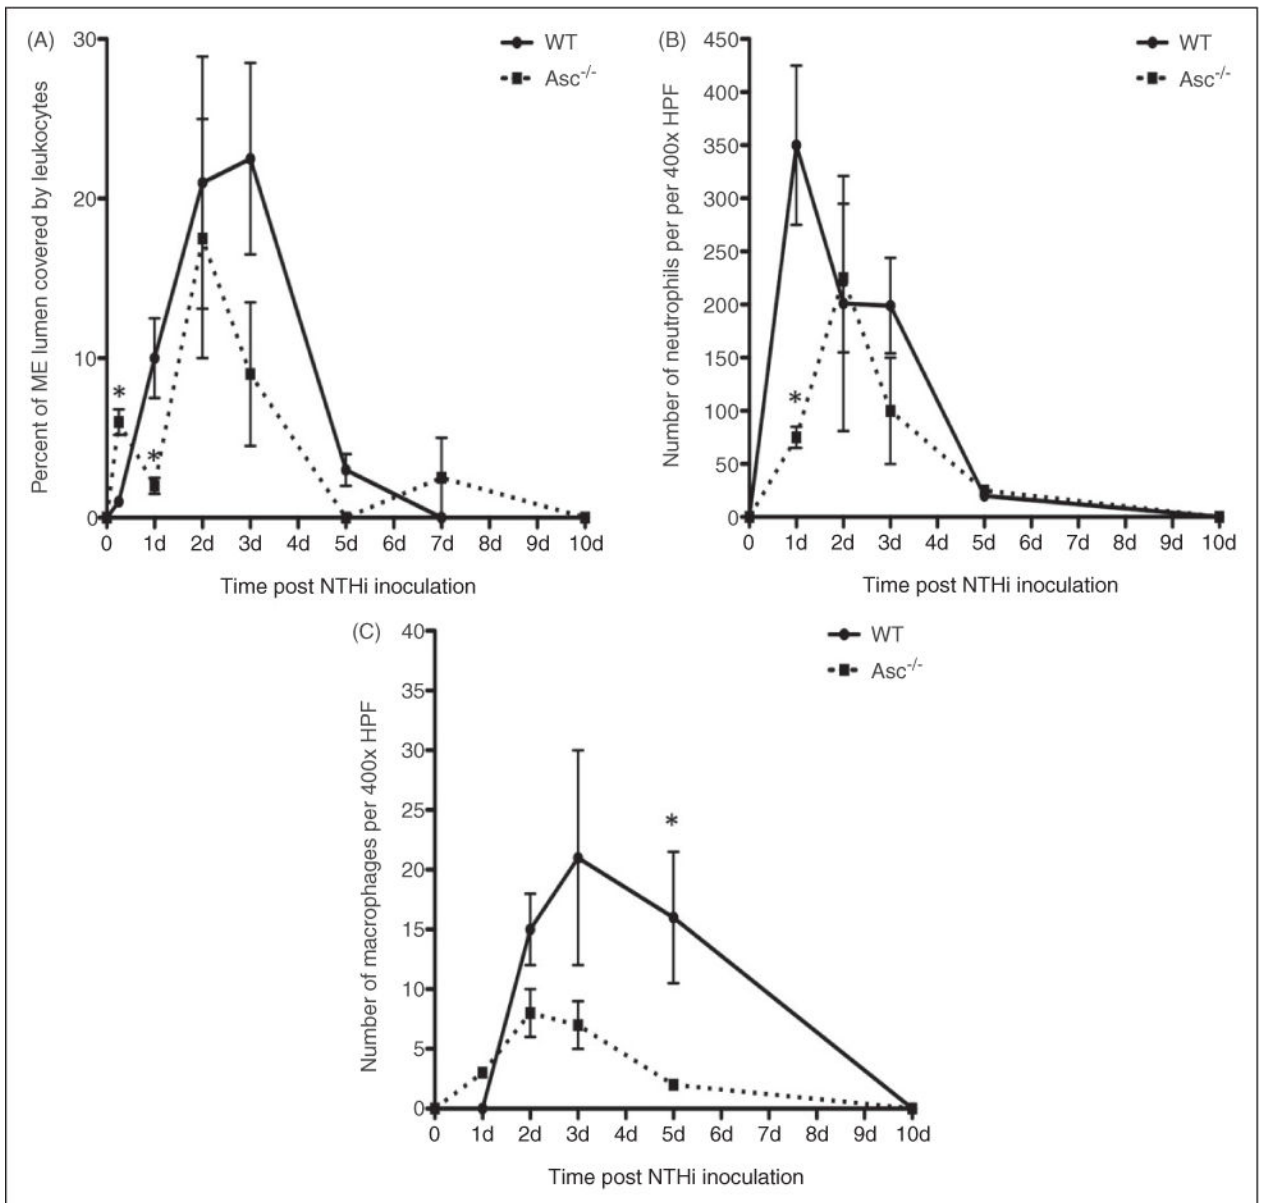 (A)
WT
Asc-/-
30
20
10
0
Percent of ME lumen covered by leukocytes
*
*
0 1d 2d 3d 4d 5d 6d 7d 8d 9d 10d
Time post NTHi inoculation
(B)
WT
Asc-/-
450
400
350
300
250
200
150
100
50
0
Number of neutrophils per per 400x HPF
*
0 1d 2d 3d 4d 5d 6d 7d 8d 9d 10d
Time post NTHi inoculation
(C)
WT
Asc-/-
40
35
30
25
20
15
10
5
0
Number of macrophages per 400x HPF
*
0 1d 2d 3d 4d 5d 6d 7d 8d 9d 10d
Time post NTHi inoculation